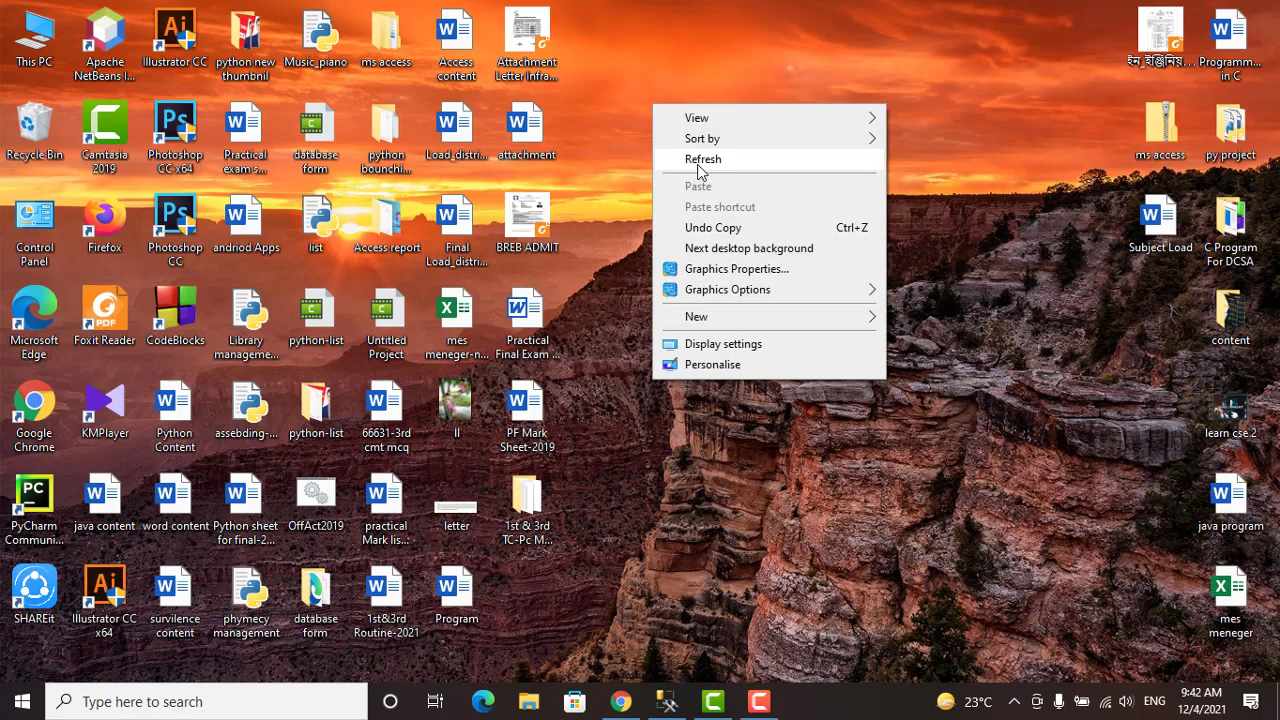 This PC
Apache
NetBeans I...
Illustrator CC
python new
thumbnil
Music_piano
ms access
Access
content
Attachment
Letter Infra...
ইন_ইঞ্জিনিয়...
Programm...
in C
Recycle Bin
Camtasia
2019
Photoshop
CC x64
Practical
exam s...
database
form
python
bounchi...
Load_distri...
attachment
ms access
py project
Control
Panel
Firefox
Photoshop
CC
andriod Apps
list
Access report
Final
Load_distri...
BREB ADMIT
Subject Load
C Program
For DCSA
Microsoft
Edge
Foxit Reader
CodeBlocks
Library
manageme...
python-list
Untitled
Project
mes
meneger-n...
Practical
Final Exam ...
content
Google
Chrome
KMPlayer
Python
Content
assebding-...
python-list
66631-3rd
cmt mcq
ll
PF Mark
Sheet-2019
learn cse 2
PyCharm
Communi...
java content
word content
Python sheet
for final-2...
OffAct2019
practical
Mark lis...
letter
1st & 3rd
TC-Pc M...
java program
SHAREit
Illustrator CC
x64
survilence
content
phymecy
management
database
form
1st&3rd
Routine-2021
Program
mes
meneger
View
Sort by
Refresh
Paste
Paste shortcut
Undo Copy Ctrl+Z
Next desktop background
Graphics Properties...
Graphics Options
New
Display settings
Personalise
Type here to search
23°C
ENG
9:42 AM
12/4/2021